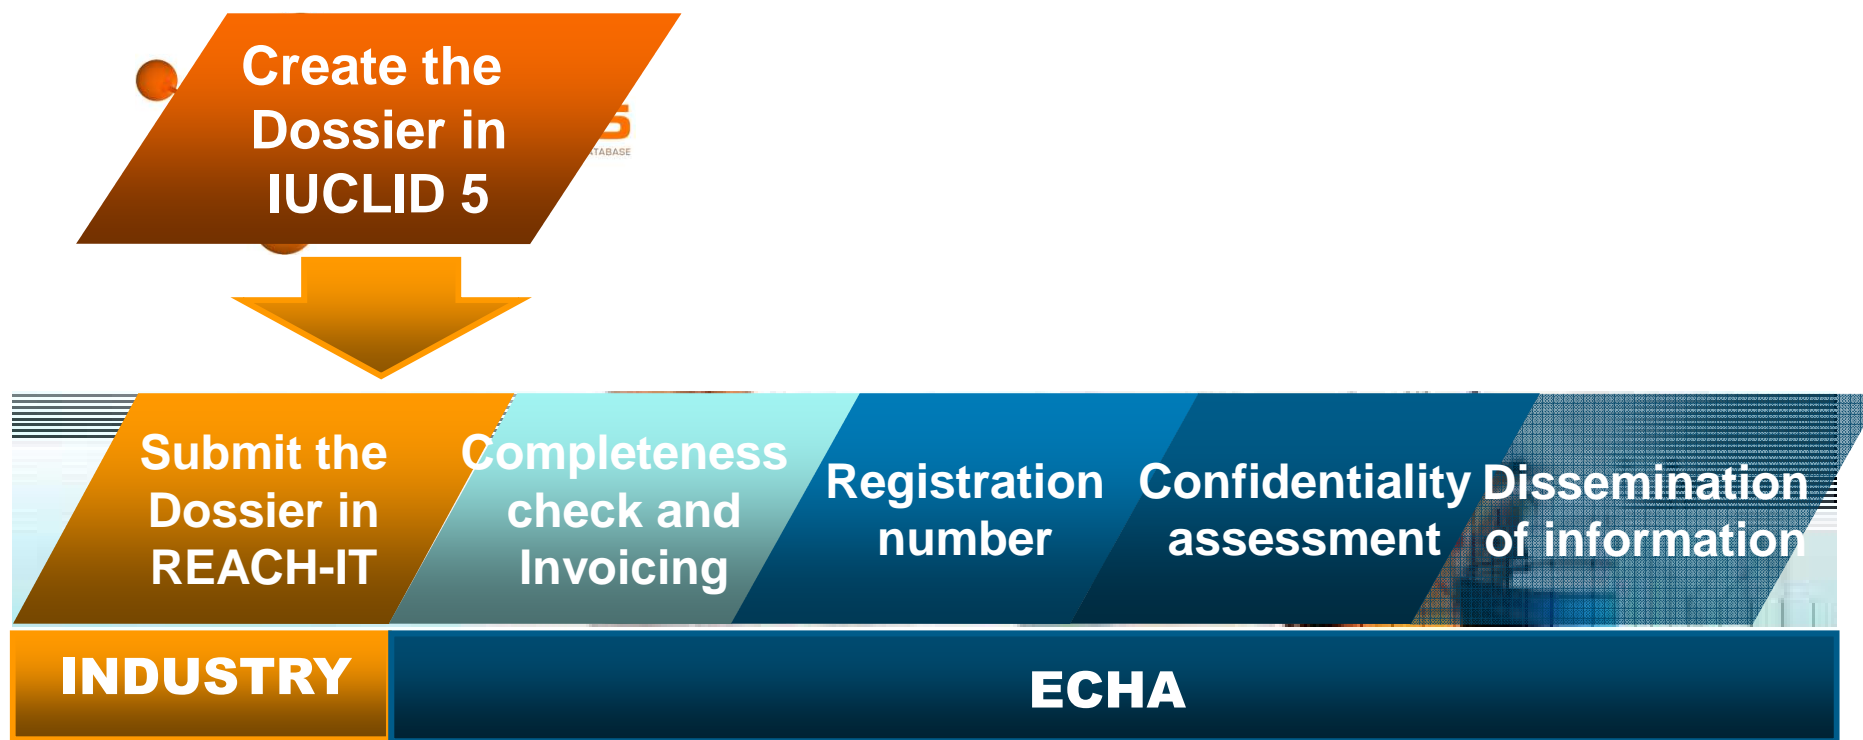 Create the
Dossier in
IUCLID 5
Submit the
Dossier in
REACH-IT
Completeness
check and
Invoicing
Registration
number
Confidentiality
assessment
Dissemination
of information
INDUSTRY
ECHA